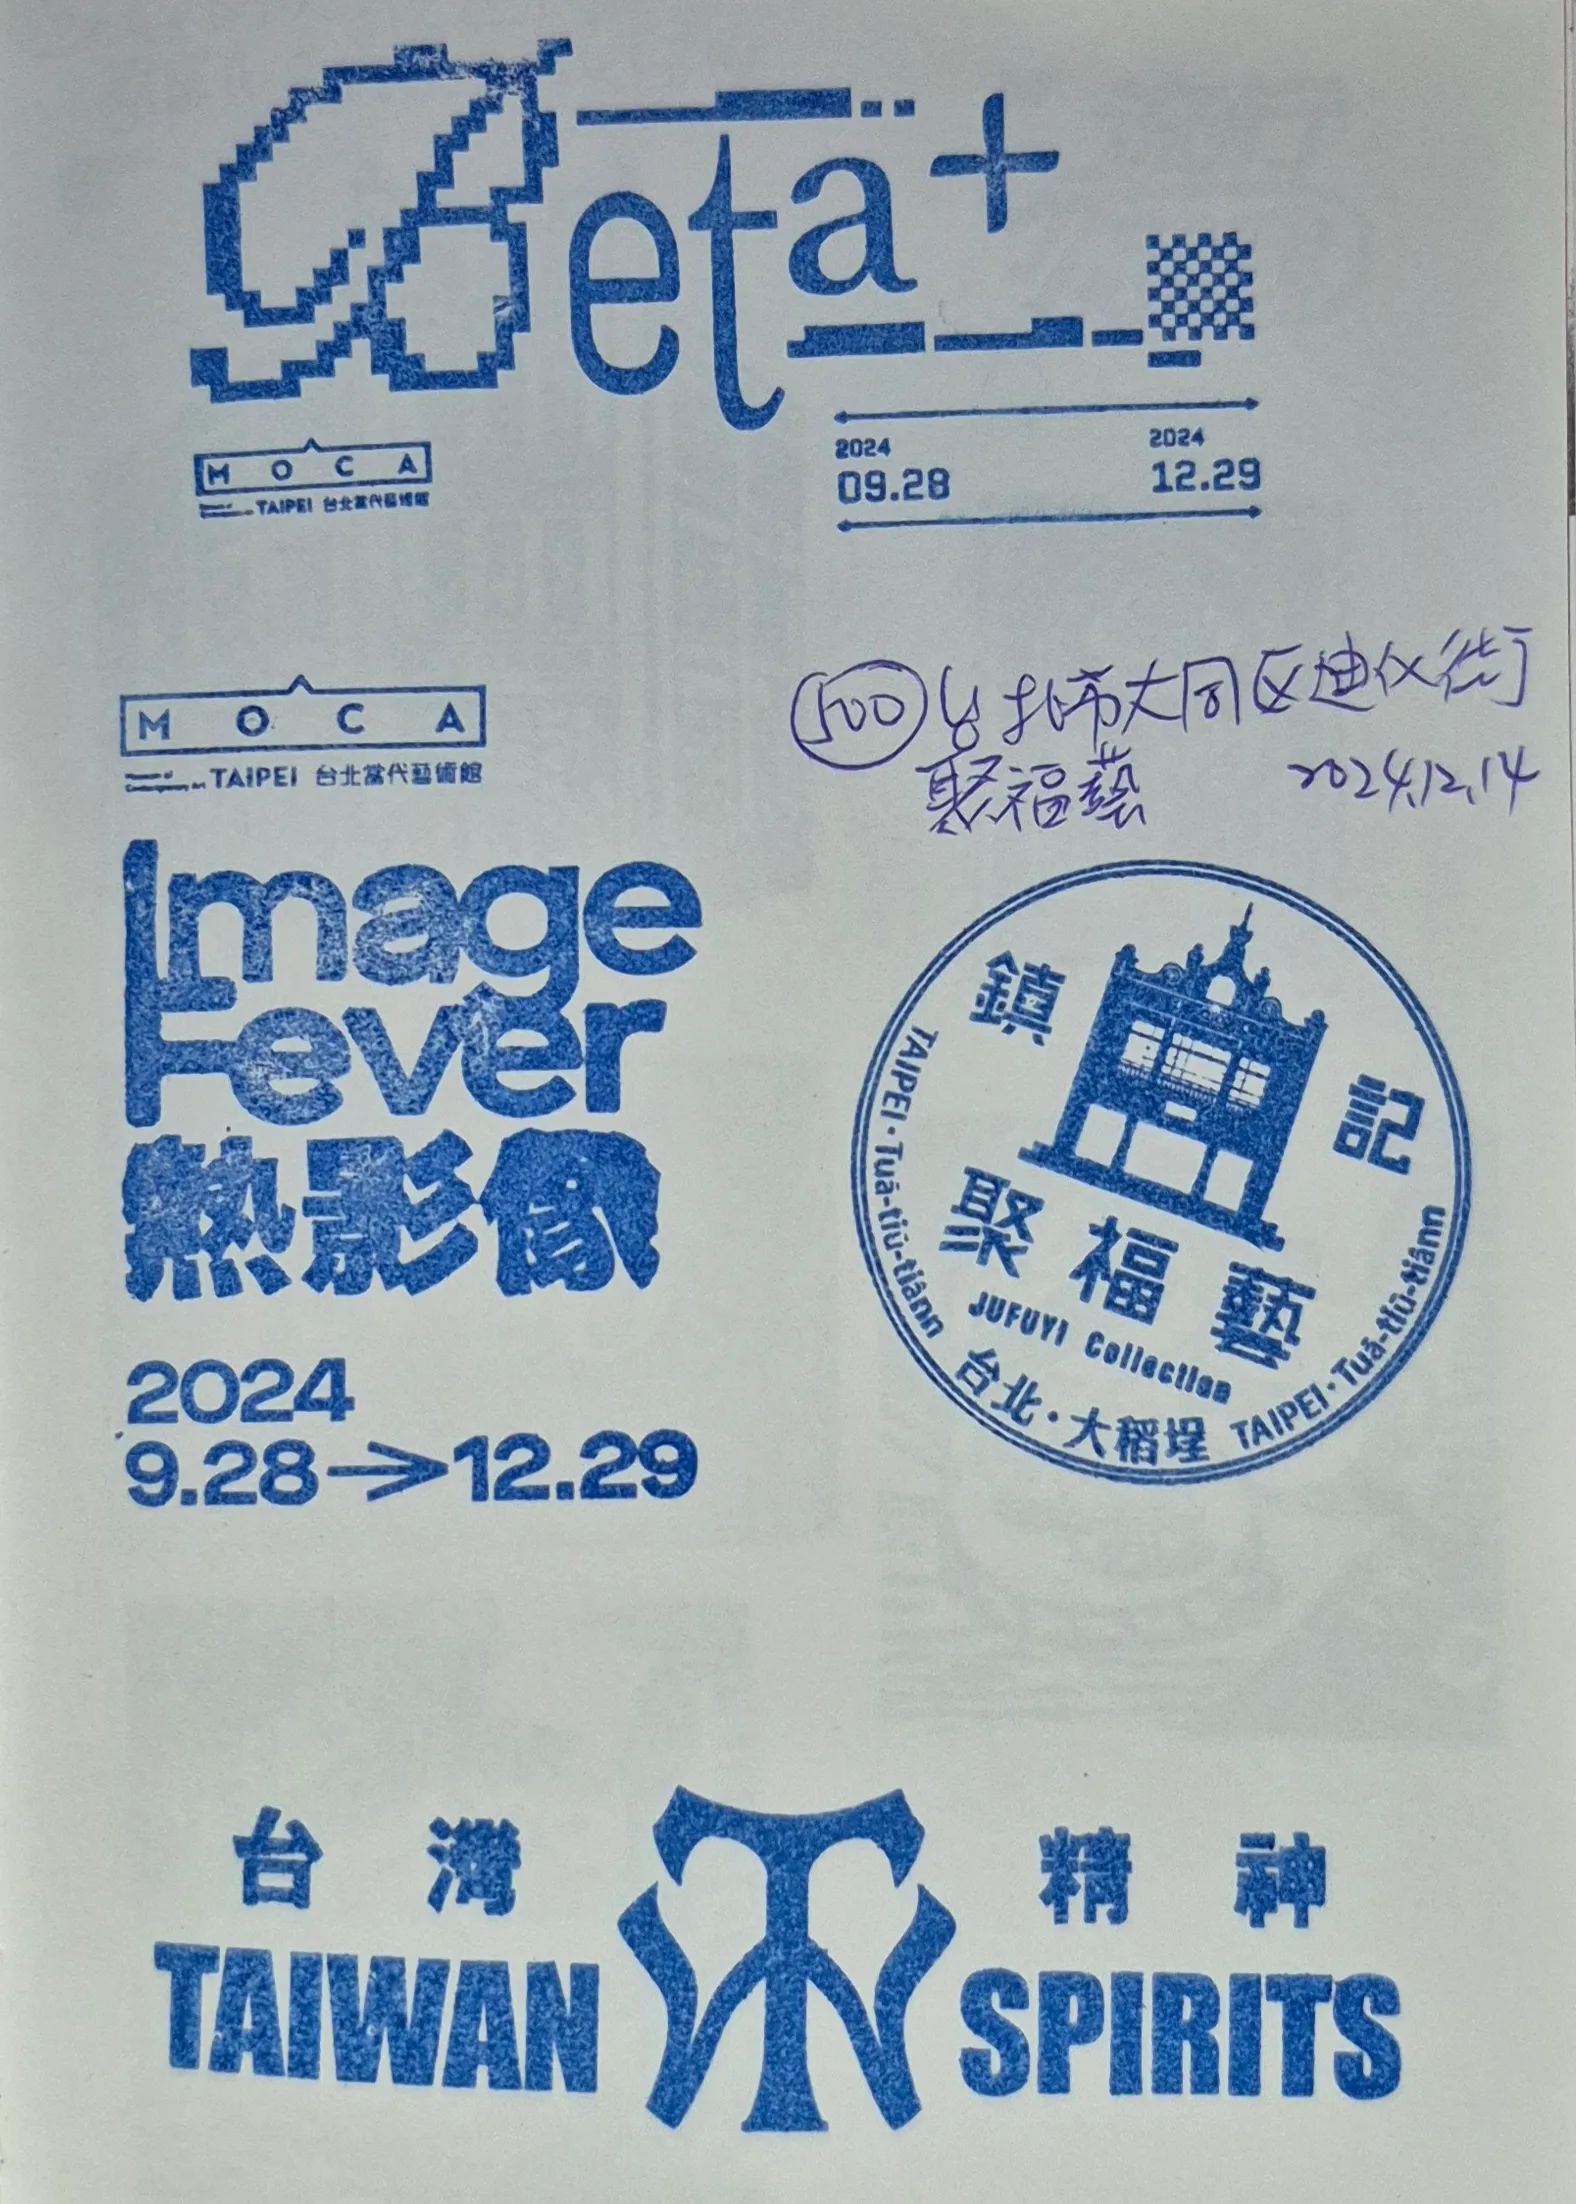 Beta+
MOCA
TAIPEI 台北當代藝術館
2024 2024
09.28 12.29
500 台北市大同区迪化街
聚福藝 2024.12.14
MOCA
TAIPEI 台北當代藝術館
Image
Fever
熱影像
2024
9.28→12.29
鎮記
聚福藝
JUFUYI Collection
TAIPEI·Tuā-tiū-tiânn
台北·大稻埕 TAIPEI·Tuā-tiū-tiânn
台灣 精神
TAIWAN SPIRITS